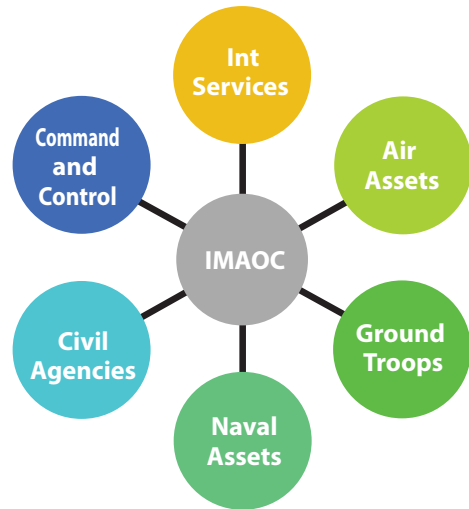 Int
Services
Command
and
Control
Air
Assets
IMAOC
Civil
Agencies
Ground
Troops
Naval
Assets